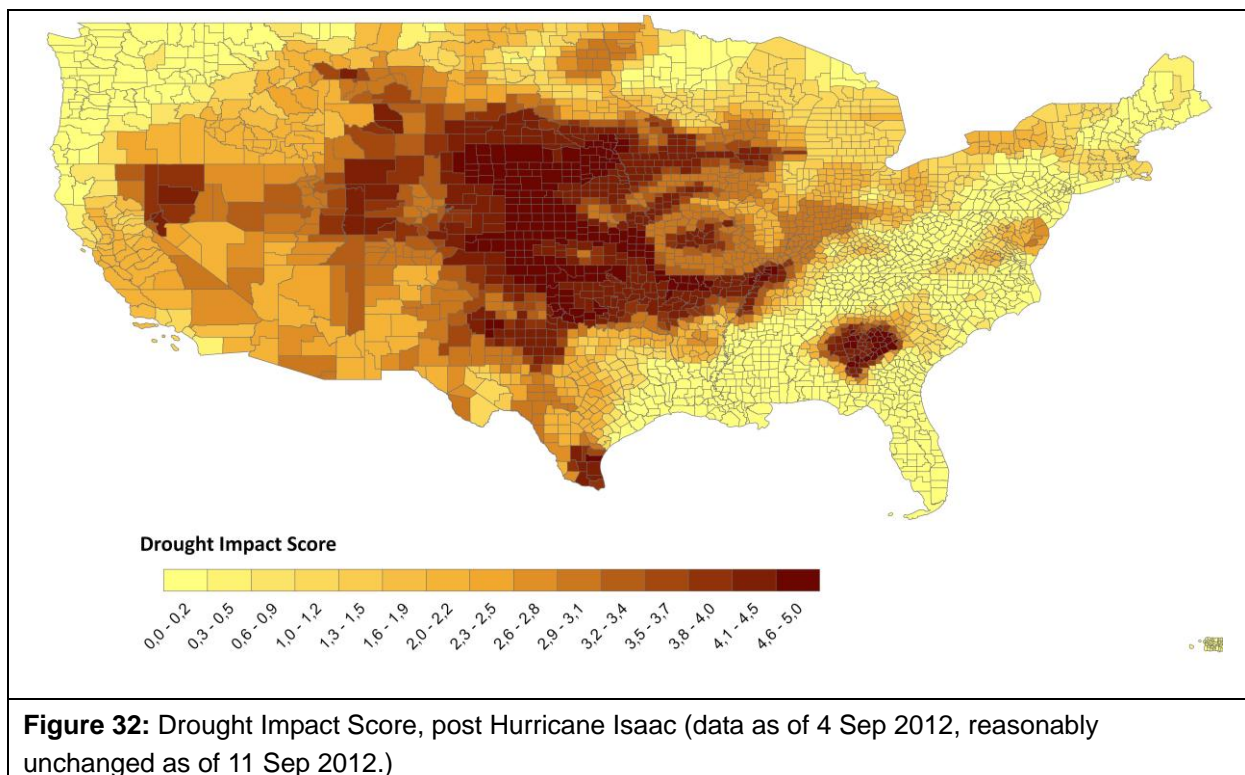 Drought Impact Score
0,0 - 0,2
0,3 - 0,5
0,6 - 0,9
1,0 - 1,2
1,3 - 1,5
1,6 - 1,9
2,0 - 2,2
2,3 - 2,5
2,6 - 2,8
2,9 - 3,1
3,2 - 3,4
3,5 - 3,7
3,8 - 4,0
4,1 - 4,5
4,6 - 5,0
Figure 32: Drought Impact Score, post Hurricane Isaac (data as of 4 Sep 2012, reasonably
unchanged as of 11 Sep 2012.)